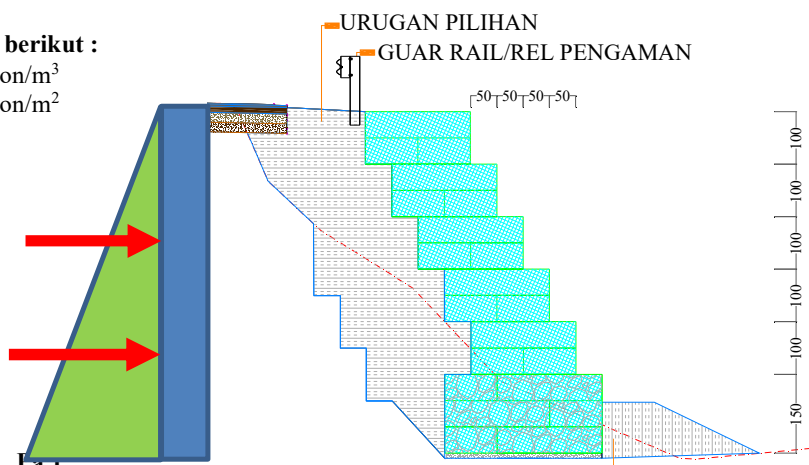 URUGAN PILIHAN
berikut :
GUAR RAIL/REL PENGAMAN
on/m³
on/m²
50 50 50 50
100
100
100
100
100
150